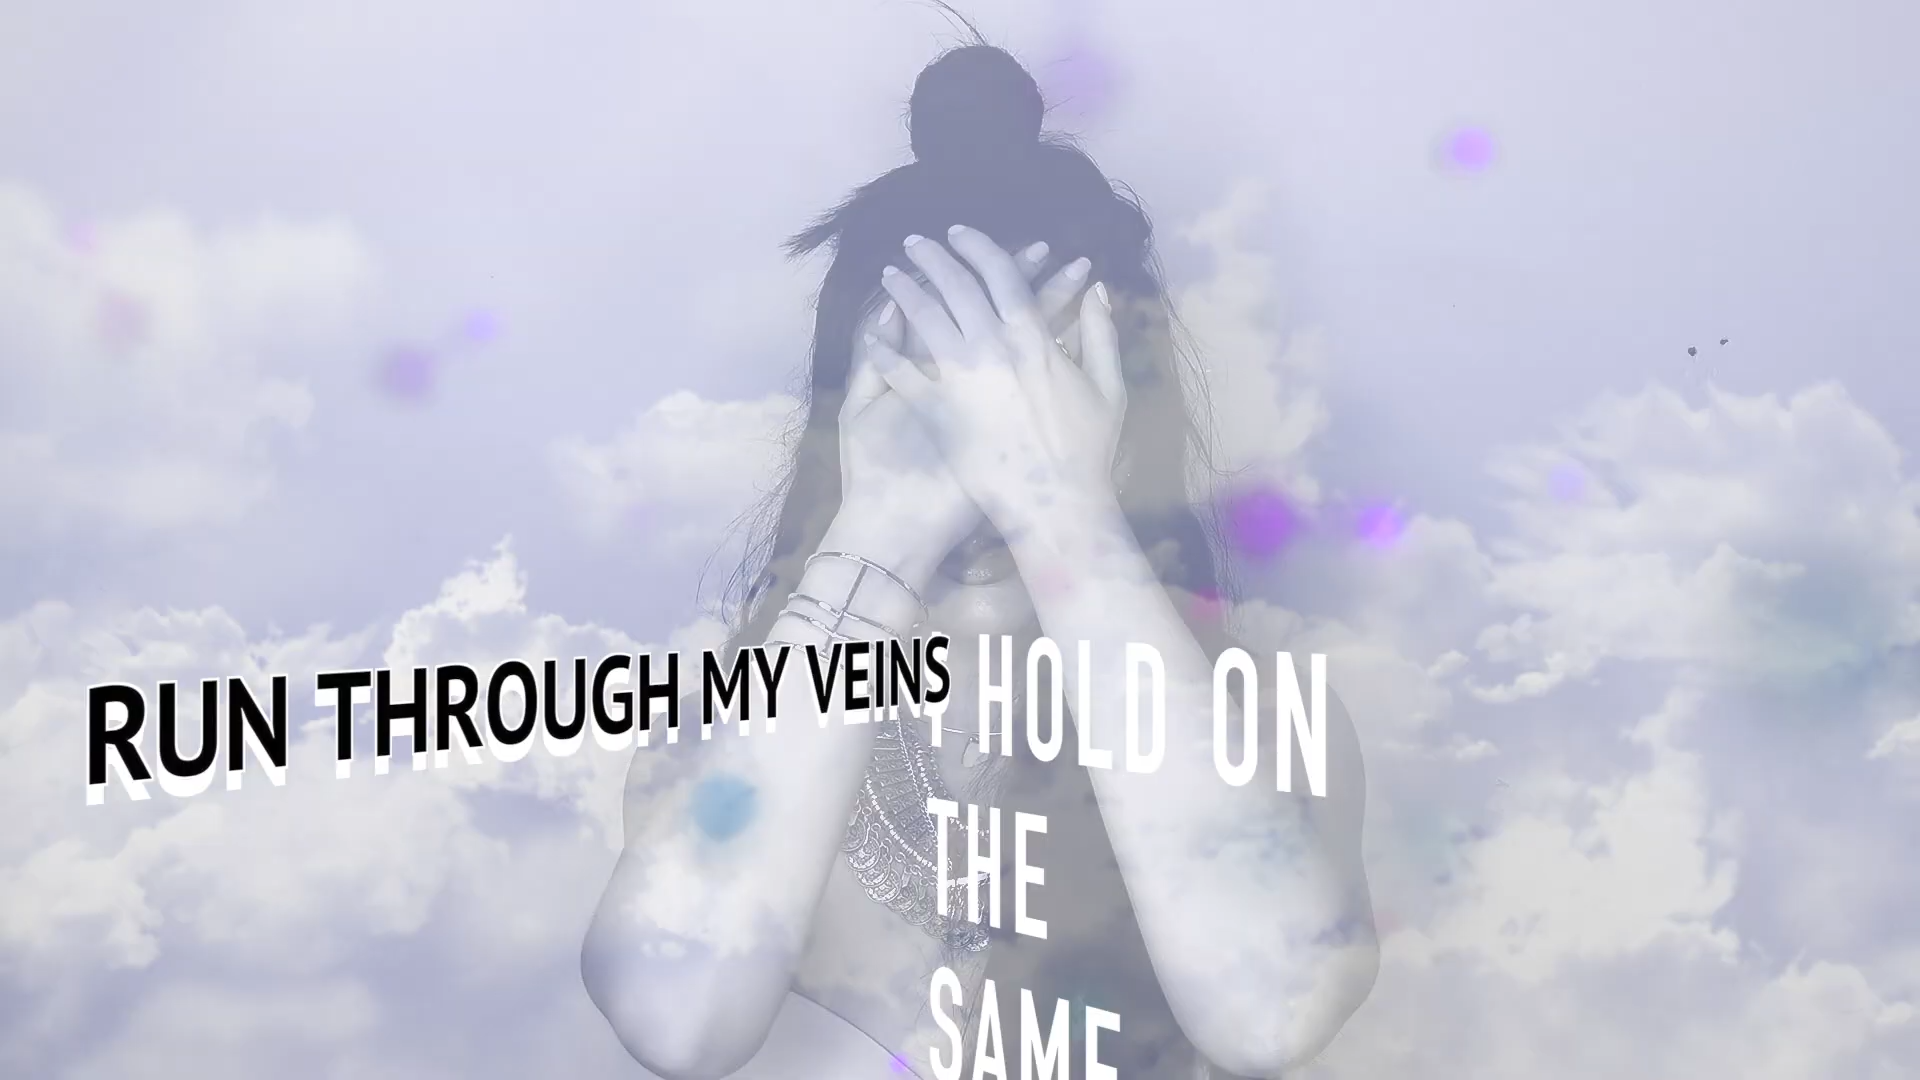 RUN THROUGH MY VEINS
HOLD ON
THE
SAME